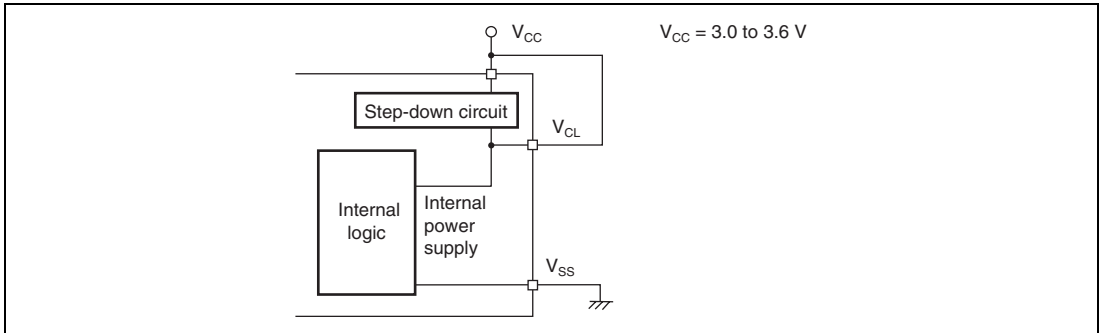 V_CC
V_CC = 3.0 to 3.6 V
Step-down circuit
V_CL
Internal
logic
Internal
power
supply
V_SS